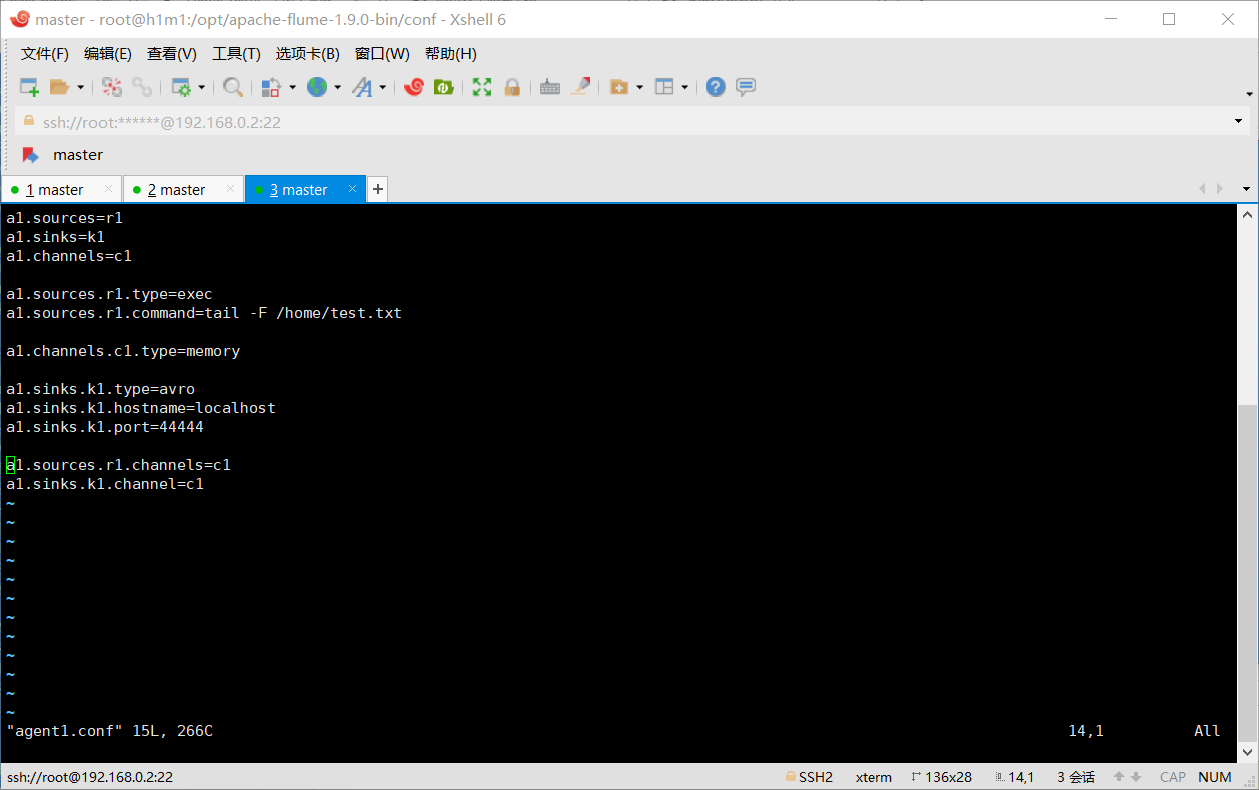 master - root@h1m1:/opt/apache-flume-1.9.0-bin/conf - Xshell 6
文件(F) 编辑(E) 查看(V) 工具(T) 选项卡(B) 窗口(W) 帮助(H)
ssh://root:******@192.168.0.2:22
master
1 master 2 master 3 master
a1.sources=r1
a1.sinks=k1
a1.channels=c1
a1.sources.r1.type=exec
a1.sources.r1.command=tail -F /home/test.txt
a1.channels.c1.type=memory
a1.sinks.k1.type=avro
a1.sinks.k1.hostname=localhost
a1.sinks.k1.port=44444
a1.sources.r1.channels=c1
a1.sinks.k1.channel=c1
~
~
~
~
~
~
~
~
~
~
~
~
"agent1.conf" 15L, 266C 14,1 All
ssh://root@192.168.0.2:22 SSH2 xterm 136x28 14,1 3 会话 CAP NUM